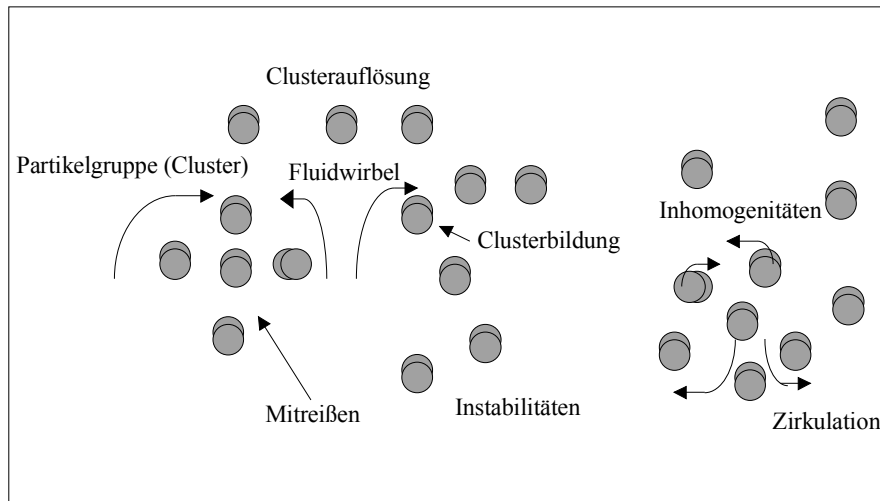 Clusterauflösung
Partikelgruppe (Cluster)
Fluidwirbel
Inhomogenitäten
Clusterbildung
Mitreißen
Instabilitäten
Zirkulation